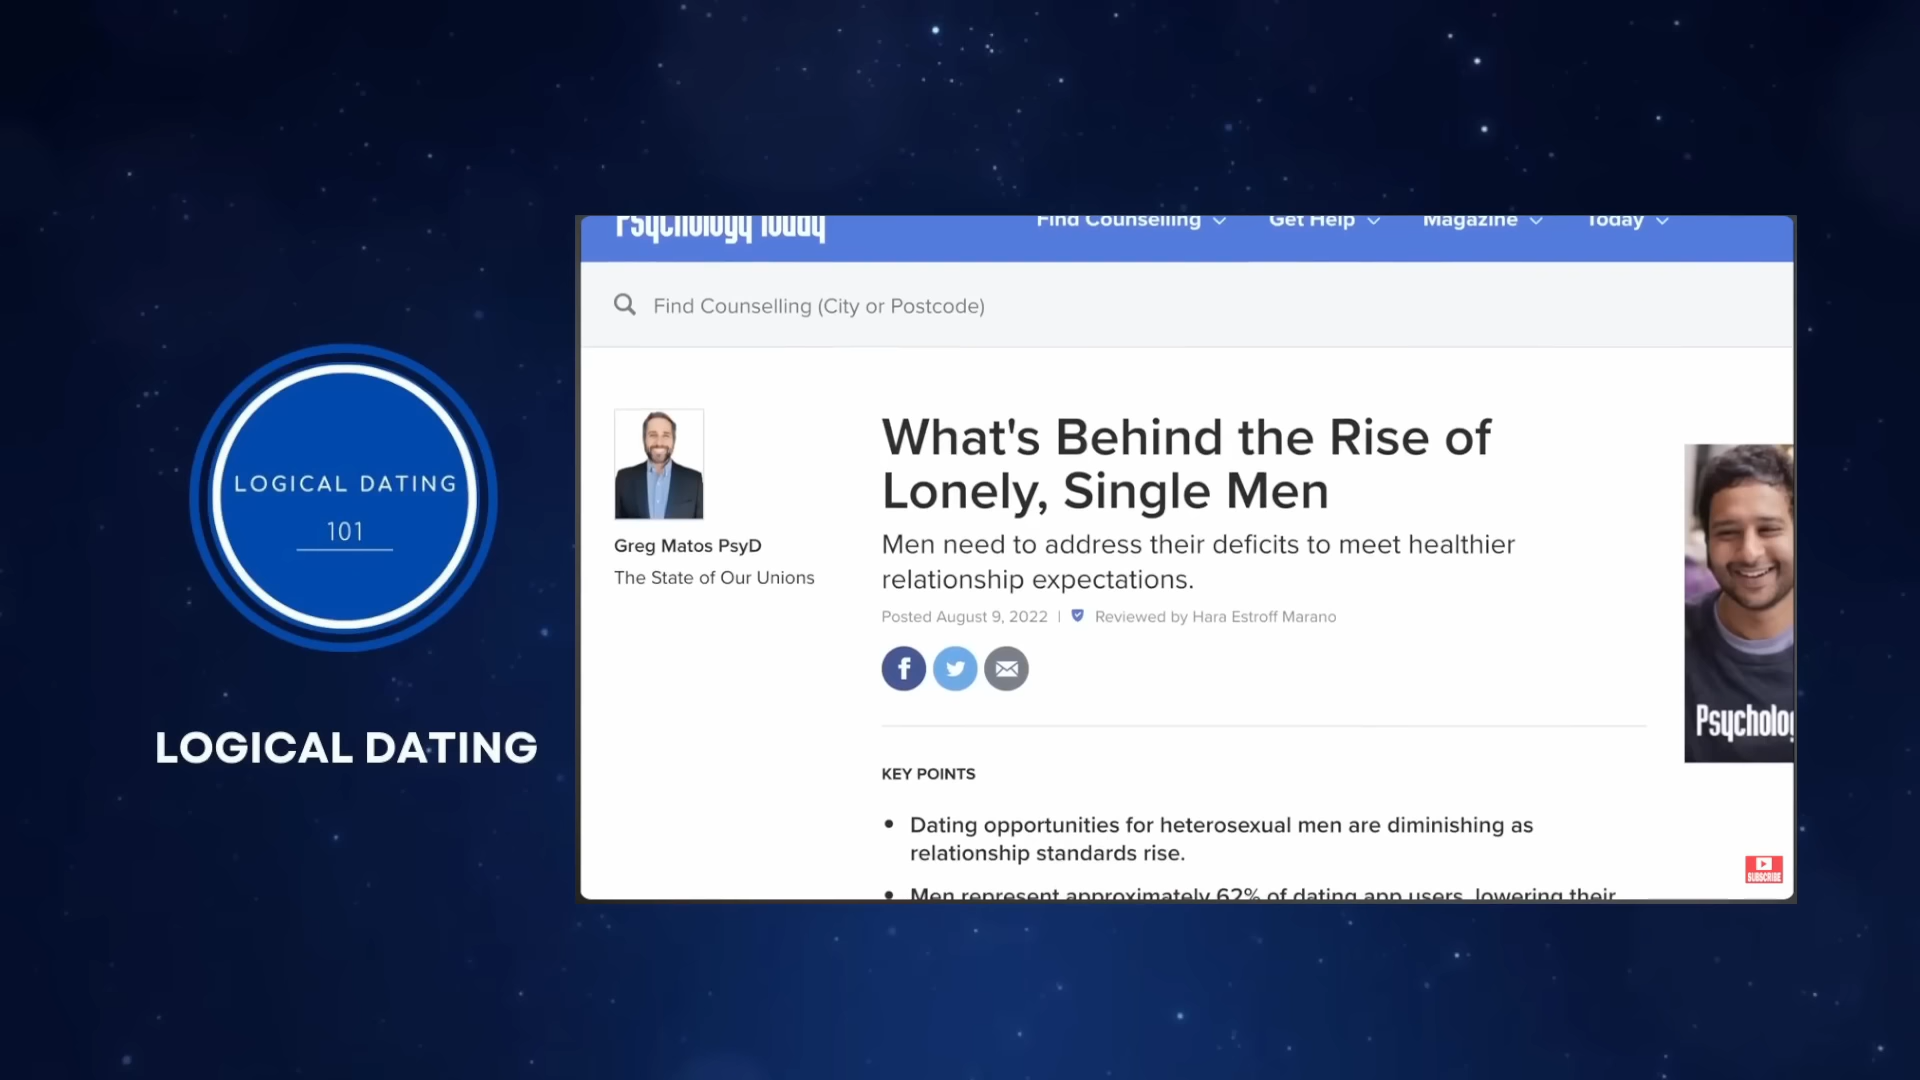 Psychology Today
Find Counselling
Get Help
Magazine
Today
Find Counselling (City or Postcode)
LOGICAL DATING
101
LOGICAL DATING
Greg Matos PsyD
The State of Our Unions
What's Behind the Rise of
Lonely, Single Men
Men need to address their deficits to meet healthier
relationship expectations.
Posted August 9, 2022 | Reviewed by Hara Estroff Marano
KEY POINTS
• Dating opportunities for heterosexual men are diminishing as
relationship standards rise.
• Men represent approximately 62% of dating app users, lowering their
Psycholo
SUBSCRIBE